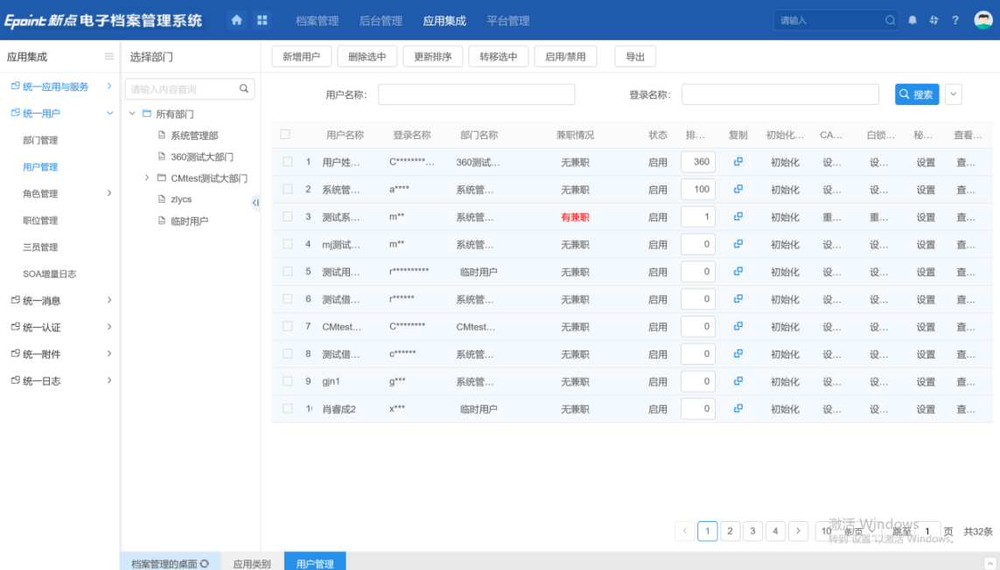 Epoint新点电子档案管理系统 档案管理 后台管理 应用集成 平台管理 请输入 ?
应用集成
统一应用与服务
统一用户
部门管理
用户管理
角色管理
职位管理
三员管理
SOA增量日志
统一消息
统一认证
统一附件
统一日志
选择部门
请输入内容查询
所有部门
系统管理部
360测试大部门
CMtest测试大部门
zlycs
临时用户
新增用户 删除选中 更新排序 转移选中 启用/禁用 导出
用户名称: 登录名称: 搜索
用户名称 登录名称 部门名称 兼职情况 状态 排... 复制 初始化... CA... 白锁... 秘... 查看...
1 用户姓... C********... 360测试... 无兼职 启用 360 初始化 设... 设... 设置 查...
2 系统管... a**** 系统管... 无兼职 启用 100 初始化 设... 设... 设置 查...
3 测试系... m** 系统管... 有兼职 启用 1 初始化 重... 重... 设置 查...
4 mj测试... m** 系统管... 无兼职 启用 0 初始化 设... 设... 设置 查...
5 测试用... r********** 临时用户 无兼职 启用 0 初始化 设... 设... 设置 查...
6 测试借... r****** 系统管... 无兼职 启用 0 初始化 设... 设... 设置 查...
7 CMtest... C******** CMtest... 无兼职 启用 0 初始化 设... 设... 设置 查...
8 测试借... c****** 系统管... 无兼职 启用 0 初始化 设... 设... 设置 查...
9 gjn1 g*** 系统管... 无兼职 启用 0 初始化 设... 设... 设置 查...
肖睿成2 x*** 临时用户 无兼职 启用 0 初始化 设... 设... 设置 查...
1 2 3 4 10 条/页 跳至 1 页 共32条
激活 Windows
转到"设置"以激活 Windows。
档案管理的桌面 应用类别 用户管理